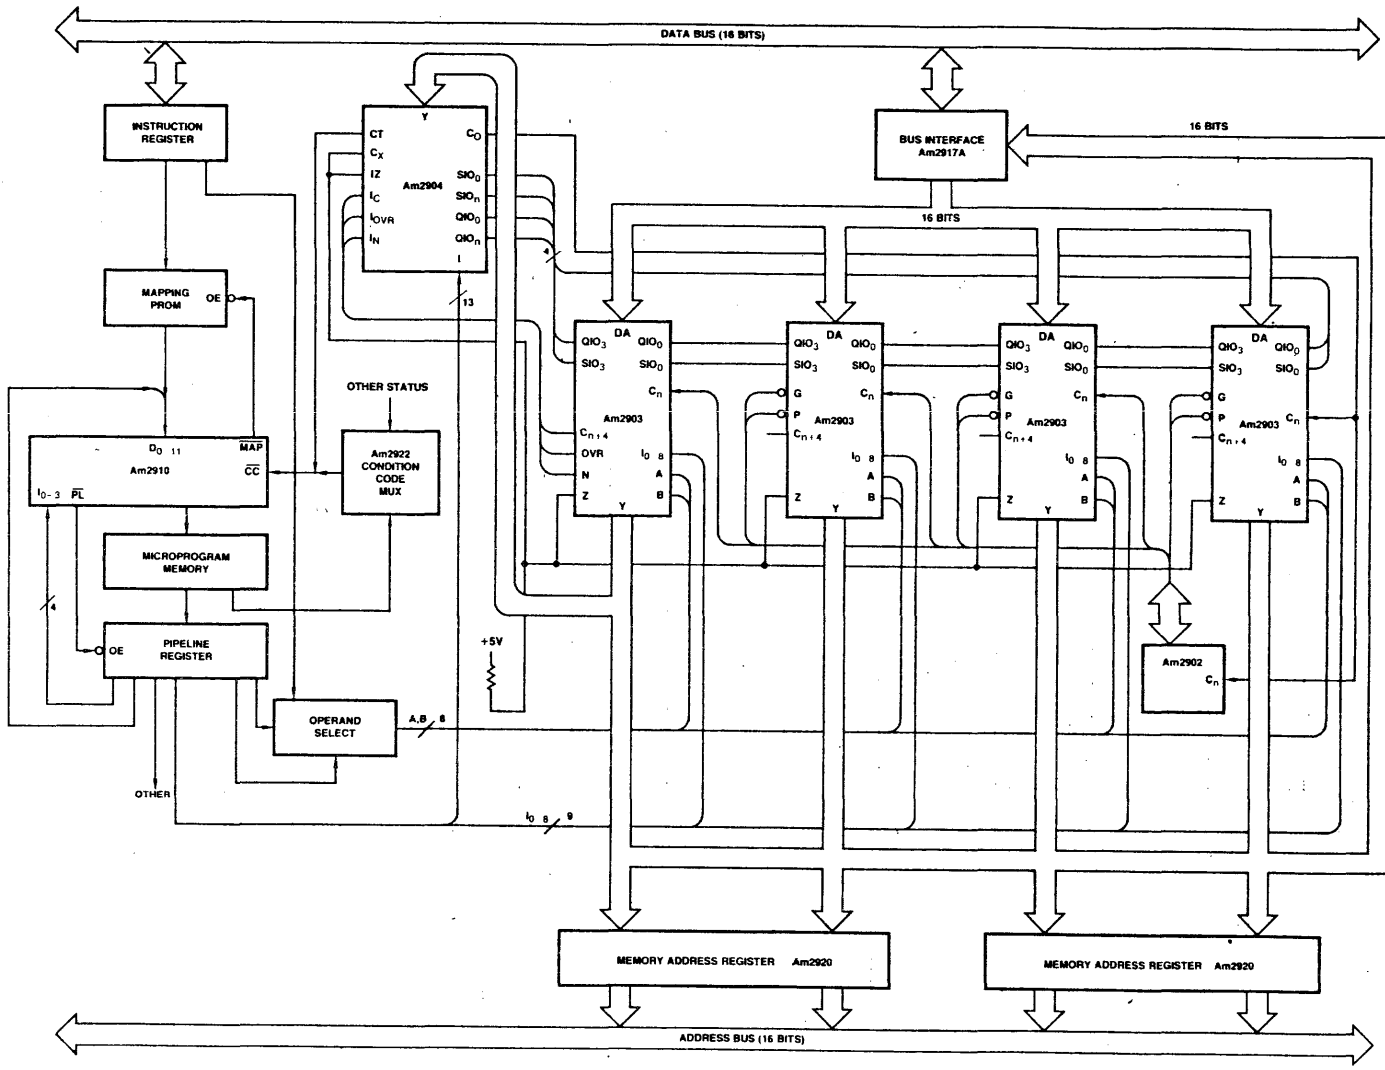 DATA BUS (16 BITS)
INSTRUCTION
REGISTER
Y
CT
CX
IZ
IC
IOVR
IN
Am2904
CO
SIO0
SIOn
QIO0
QIOn
I
13
4
BUS INTERFACE
Am2917A
16 BITS
16 BITS
MAPPING
PROM
OE
OTHER STATUS
D0 11
MAP
Am2910
CC
I0-3
PL
Am2922
CONDITION
CODE
MUX
MICROPROGRAM
MEMORY
4
OE
PIPELINE
REGISTER
OPERAND
SELECT
OTHER
A,B
6
I0 8
9
+5V
DA
QIO3
QIO0
SIO3
SIO0
Cn
Am2903
Cn+4
OVR
N
Z
I0 8
A
B
Y
DA
QIO3
QIO0
SIO3
SIO0
G
P
Cn
Am2903
Cn+4
I0 8
A
B
Z
Y
DA
QIO3
QIO0
SIO3
SIO0
G
P
Cn
Am2903
Cn+4
I0 8
A
B
Z
Y
DA
QIO3
QIO0
SIO3
SIO0
G
P
Cn
Am2903
Cn+4
I0 8
A
B
Z
Y
Am2902
Cn
MEMORY ADDRESS REGISTER Am2920
MEMORY ADDRESS REGISTER Am2920
ADDRESS BUS (16 BITS)